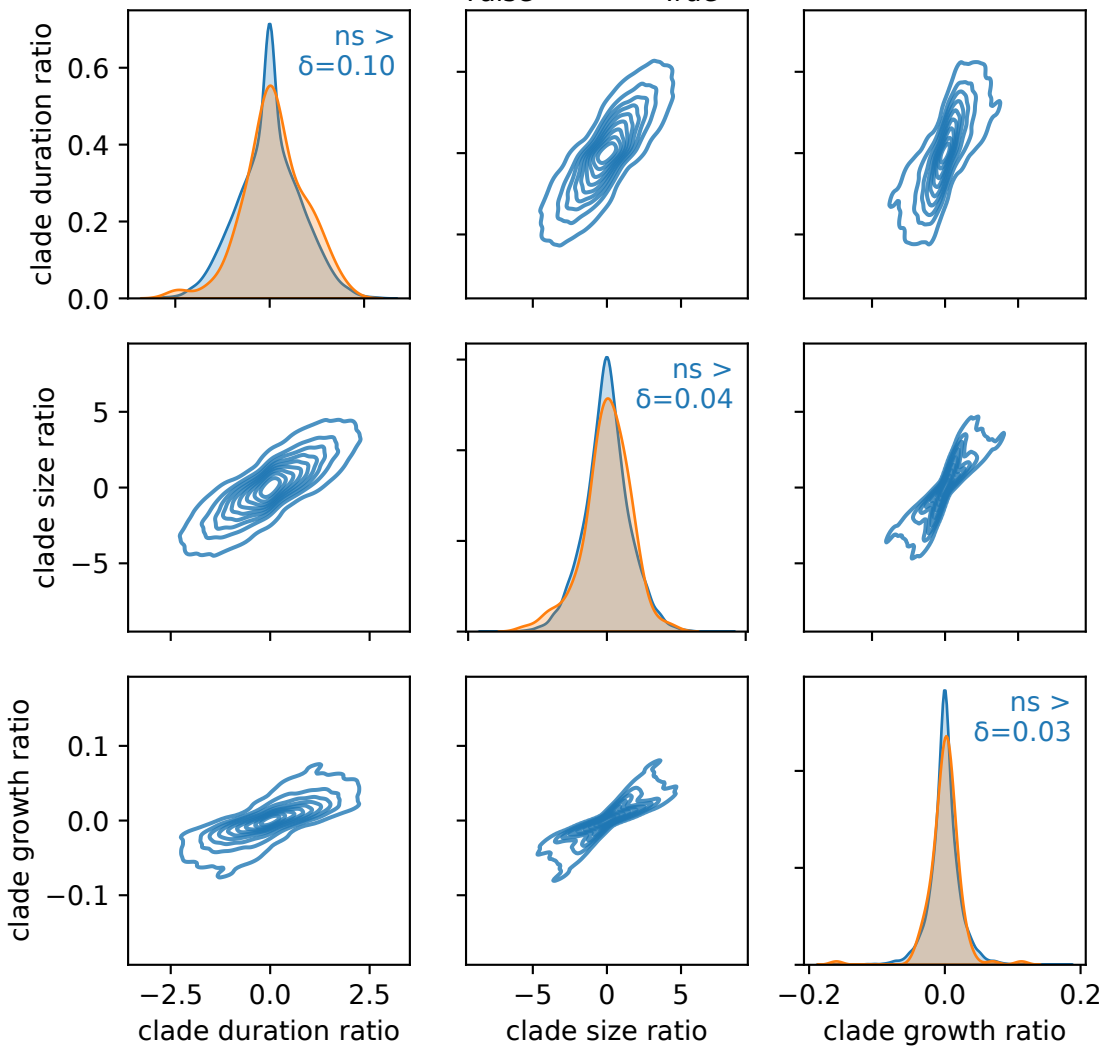 clade duration ratio
0.6
0.4
0.2
0.0
ns >
δ=0.10
clade size ratio
5
0
−5
ns >
δ=0.04
clade growth ratio
0.1
0.0
−0.1
ns >
δ=0.03
−2.5 0.0 2.5
−5 0 5
−0.2 0.0 0.2
clade duration ratio
clade size ratio
clade growth ratio